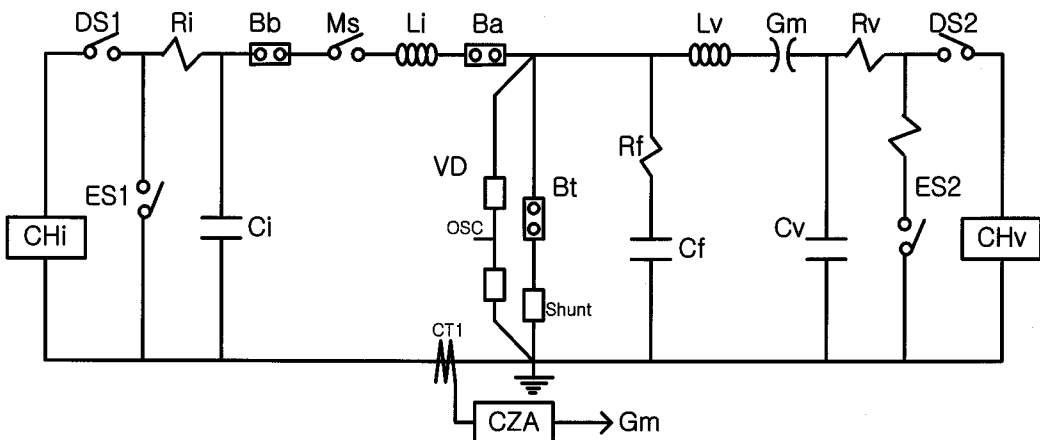 DS1 Ri Bb Ms Li Ba Lv Gm Rv DS2
Rf
VD
Bt
ES1
ES2
OSC
CHi
Ci
Cf
Cv
CHv
Shunt
CT1
CZA
Gm